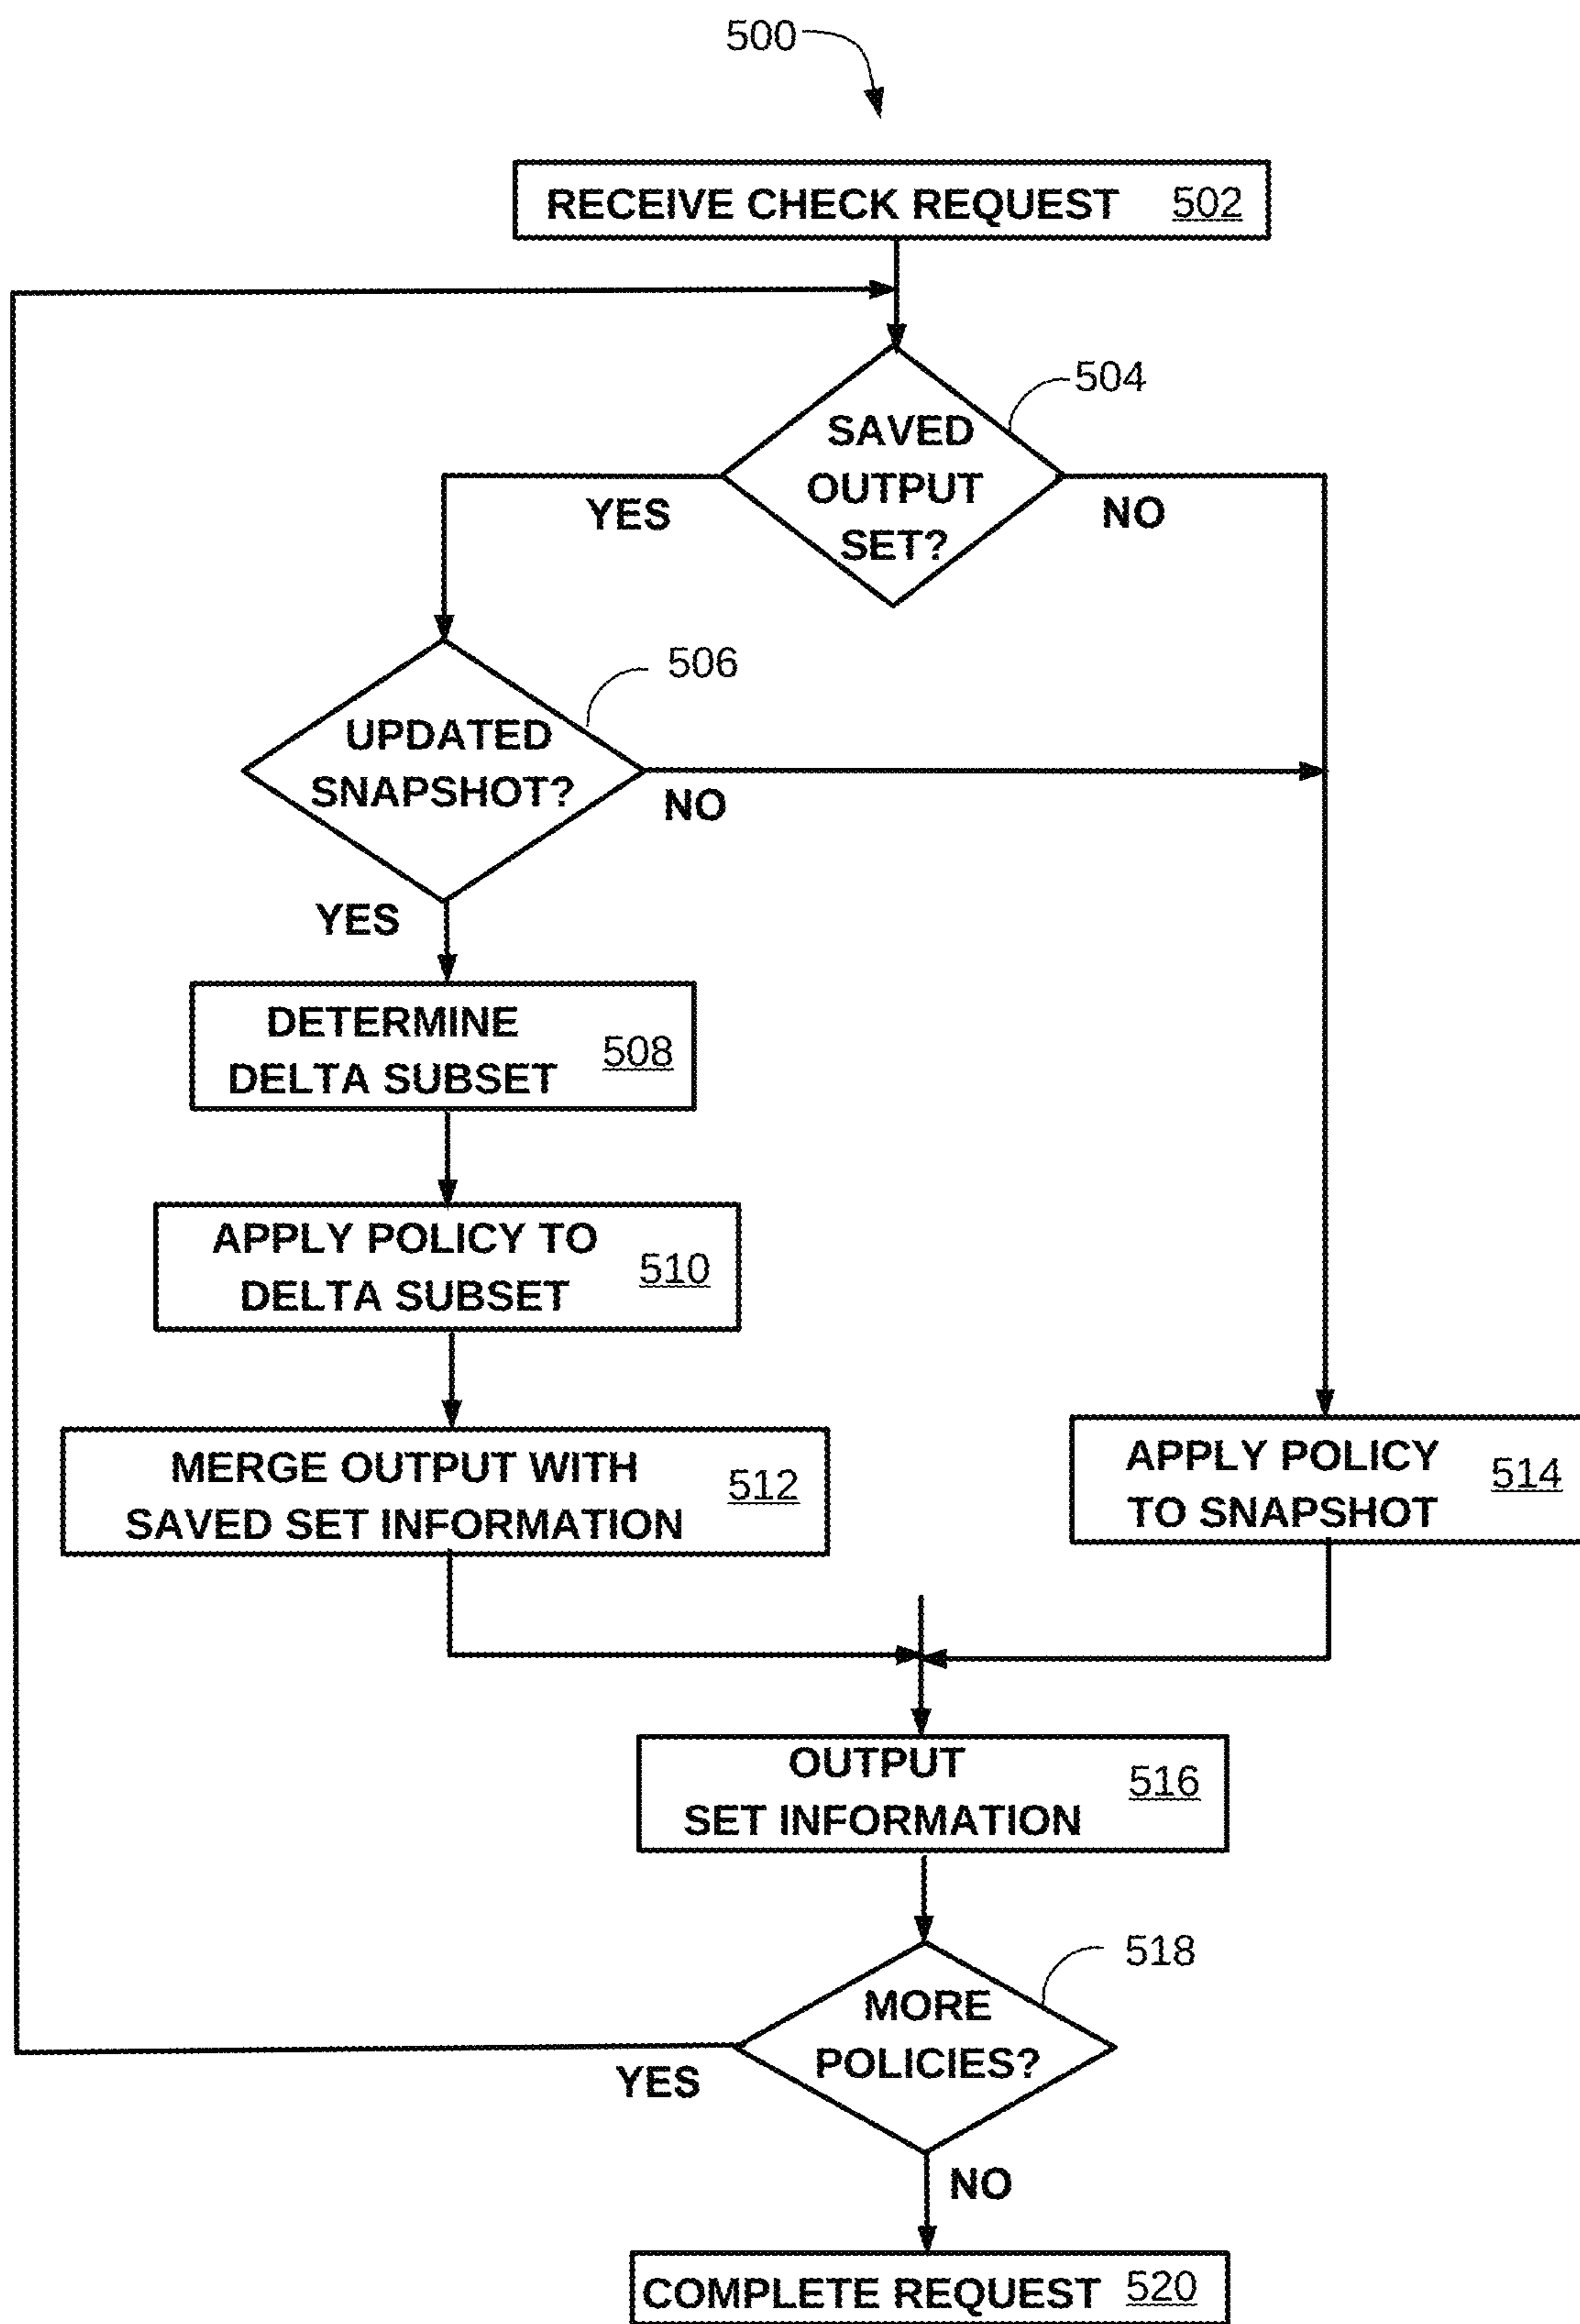 500
RECEIVE CHECK REQUEST 502
504
SAVED
OUTPUT
SET?
YES
NO
506
UPDATED
SNAPSHOT?
NO
YES
DETERMINE
DELTA SUBSET
508
APPLY POLICY TO
DELTA SUBSET
510
MERGE OUTPUT WITH
SAVED SET INFORMATION
512
APPLY POLICY
TO SNAPSHOT
514
OUTPUT
SET INFORMATION
516
518
MORE
POLICIES?
YES
NO
COMPLETE REQUEST 520